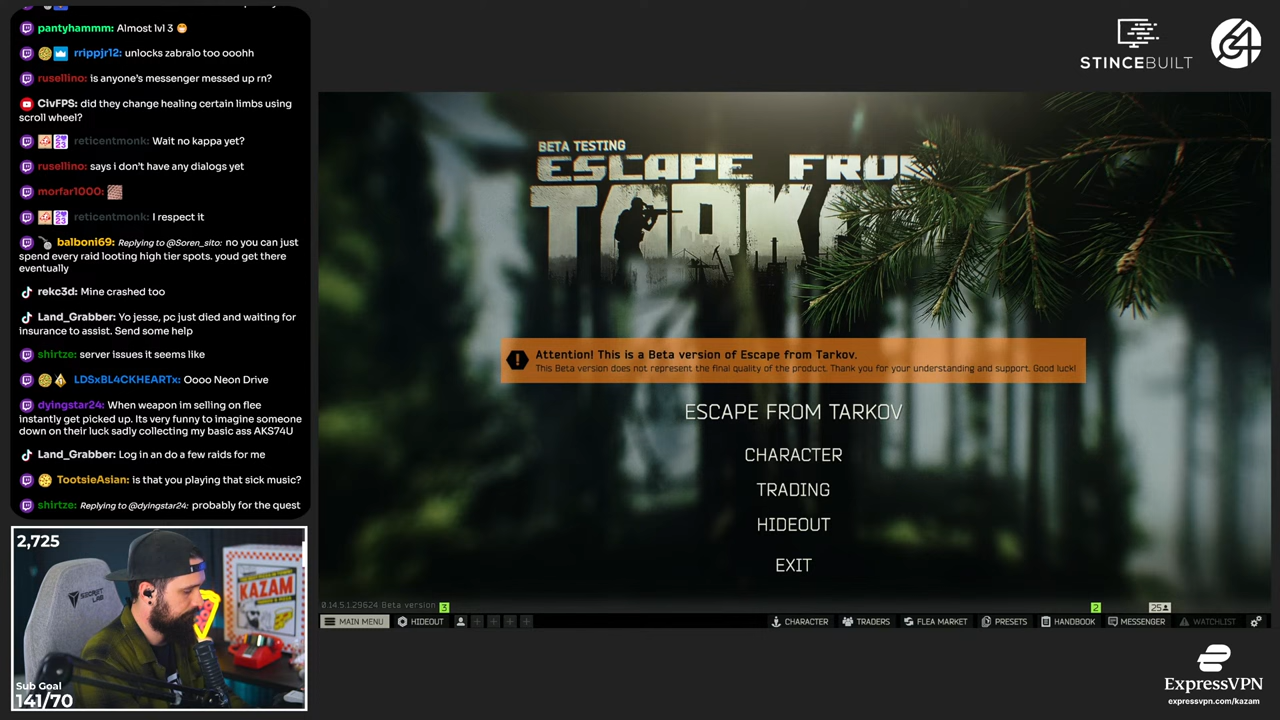 pantyhammm: Almost lvl 3
rrippjr12: unlocks zabralo too ooohh
rusellino: is anyone's messenger messed up rn?
CivFPS: did they change healing certain limbs using
scroll wheel?
reticentmonk: Wait no kappa yet?
rusellino: says i don't have any dialogs yet
morfar1000:
reticentmonk: I respect it
balboni69: Replying to @Soren_sito: no you can just
spend every raid looting high tier spots. youd get there
eventually
rekc3d: Mine crashed too
Land_Grabber: Yo jesse, pc just died and waiting for
insurance to assist. Send some help
shirtze: server issues it seems like
LDSxBL4CKHEARTx: Oooo Neon Drive
dyingstar24: When weapon im selling on flee
instantly get picked up. Its very funny to imagine someone
down on their luck sadly collecting my basic ass AKS74U
Land_Grabber: Log in an do a few raids for me
TootsieAsian: is that you playing that sick music?
shirtze: Replying to @dyingstar24: probably for the quest
2,725
SECRETLAB
KAZAM
Sub Goal
141/70
STINCEBUILT
64
BETA TESTING
ESCAPE FROM
TARKOV
Attention! This is a Beta version of Escape from Tarkov.
This Beta version does not represent the final quality of the product. Thank you for your understanding and support. Good luck!
ESCAPE FROM TARKOV
CHARACTER
TRADING
HIDEOUT
EXIT
0.14.5.1.29624 Beta version
3
2
25
MAIN MENU
HIDEOUT
CHARACTER
TRADERS
FLEA MARKET
PRESETS
HANDBOOK
MESSENGER
WATCHLIST
ExpressVPN
expressvpn.com/kazam